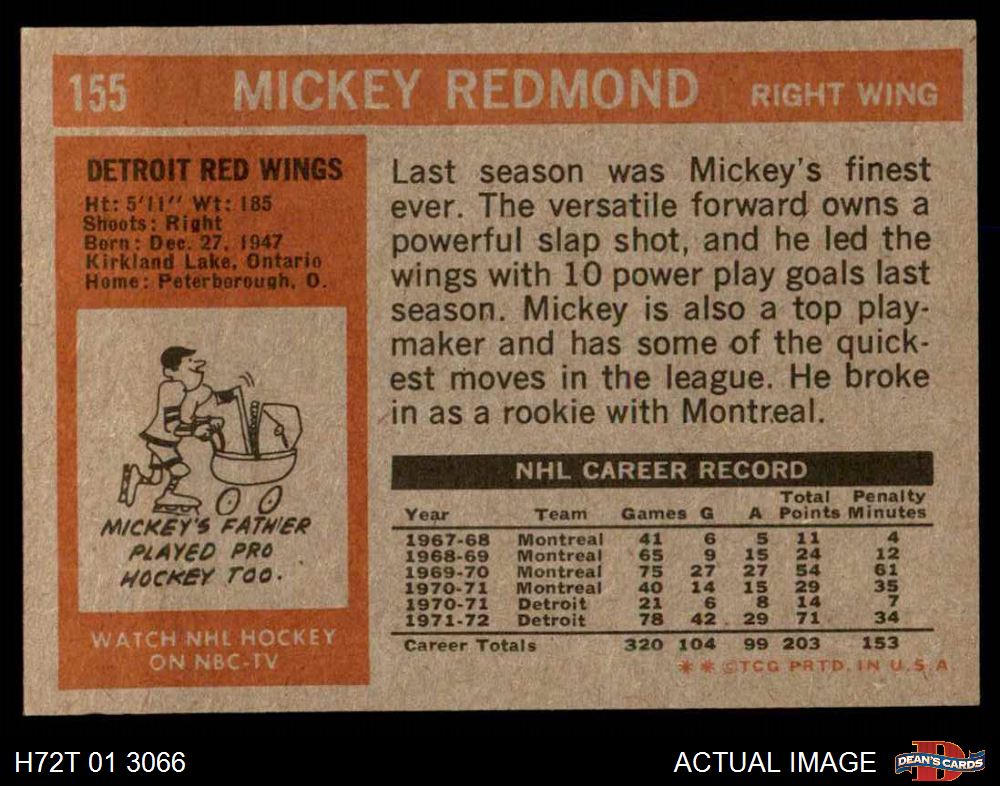 155 MICKEY REDMOND RIGHT WING
DETROIT RED WINGS
Ht: 5'11" Wt: 185
Shoots: Right
Born: Dec. 27, 1947
Kirkland Lake, Ontario
Home: Peterborough, O.
MICKEY'S FATHER
PLAYED PRO
HOCKEY TOO.
WATCH NHL HOCKEY
ON NBC-TV
Last season was Mickey's finest
ever. The versatile forward owns a
powerful slap shot, and he led the
wings with 10 power play goals last
season. Mickey is also a top play-
maker and has some of the quick-
est moves in the league. He broke
in as a rookie with Montreal.
NHL CAREER RECORD
Total Penalty
Year Team Games G A Points Minutes
1967-68 Montreal 41 6 5 11 4
1968-69 Montreal 65 9 15 24 12
1969-70 Montreal 75 27 27 54 61
1970-71 Montreal 40 14 15 29 35
1970-71 Detroit 21 6 8 14 7
1971-72 Detroit 78 42 29 71 34
Career Totals 320 104 99 203 153
* * ©TCG PRTD. IN U.S.A.
H72T 01 3066
ACTUAL IMAGE
D
DEAN'S CARDS